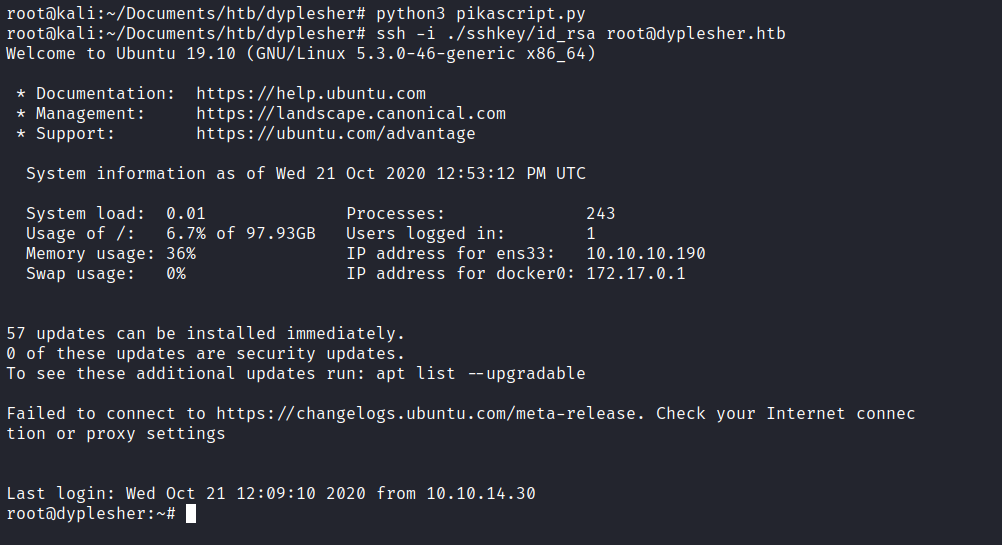 root@kali:~/Documents/htb/dyplesher# python3 pikascript.py
root@kali:~/Documents/htb/dyplesher# ssh -i ./sshkey/id_rsa root@dyplesher.htb
Welcome to Ubuntu 19.10 (GNU/Linux 5.3.0-46-generic x86_64)

 * Documentation:  https://help.ubuntu.com
 * Management:     https://landscape.canonical.com
 * Support:        https://ubuntu.com/advantage

  System information as of Wed 21 Oct 2020 12:53:12 PM UTC

  System load:  0.01              Processes:              243
  Usage of /:   6.7% of 97.93GB   Users logged in:        1
  Memory usage: 36%               IP address for ens33:   10.10.10.190
  Swap usage:   0%                IP address for docker0: 172.17.0.1

57 updates can be installed immediately.
0 of these updates are security updates.
To see these additional updates run: apt list --upgradable

Failed to connect to https://changelogs.ubuntu.com/meta-release. Check your Internet connec
tion or proxy settings

Last login: Wed Oct 21 12:09:10 2020 from 10.10.14.30
root@dyplesher:~#